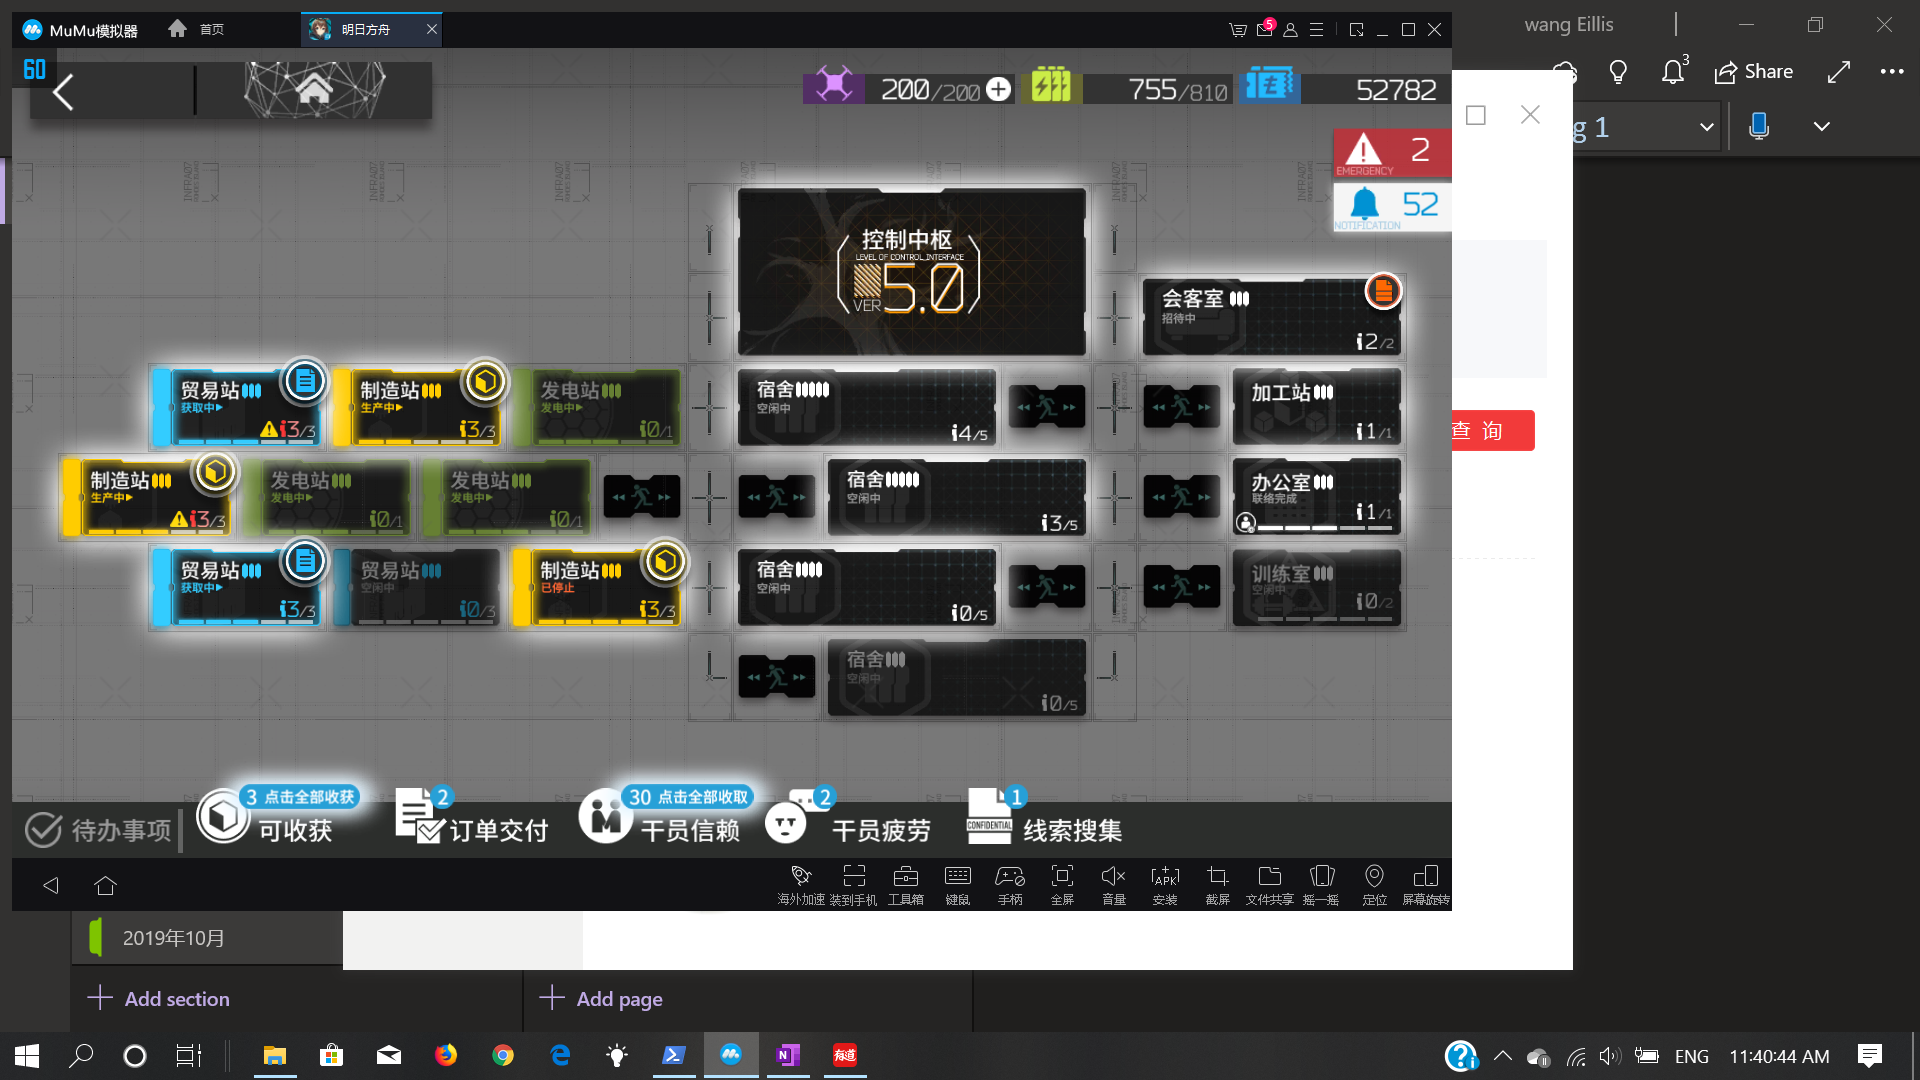 MuMu模拟器
首页
明日方舟
5
wang Eillis
60
200/200
755/810
52782
3
Share
g 1
2
EMERGENCY
52
NOTIFICATION
控制中枢
LEVEL OF CONTROL_INTERFACE
VER 5.0
会客室
招待中
2/2
贸易站
获取中
3/3
制造站
生产中
3/3
发电站
发电中
0/1
宿舍
空闲中
4/5
加工站
1/1
查 询
制造站
生产中
3/3
发电站
发电中
0/1
发电站
发电中
0/1
宿舍
空闲中
3/5
办公室
联络完成
1/1
贸易站
获取中
3/3
贸易站
空闲中
0/3
制造站
已停止
3/3
宿舍
空闲中
0/5
训练室
空闲中
0/2
宿舍
空闲中
0/5
待办事项
3 点击全部收获
可收获
2
订单交付
30 点击全部收取
干员信赖
2
干员疲劳
1
CONFIDENTIAL
线索搜集
海外加速
装到手机
工具箱
键鼠
手柄
全屏
音量
APK
安装
截屏
文件共享
摇一摇
定位
屏幕旋转
2019年10月
Add section
Add page
有道
ENG
11:40:44 AM